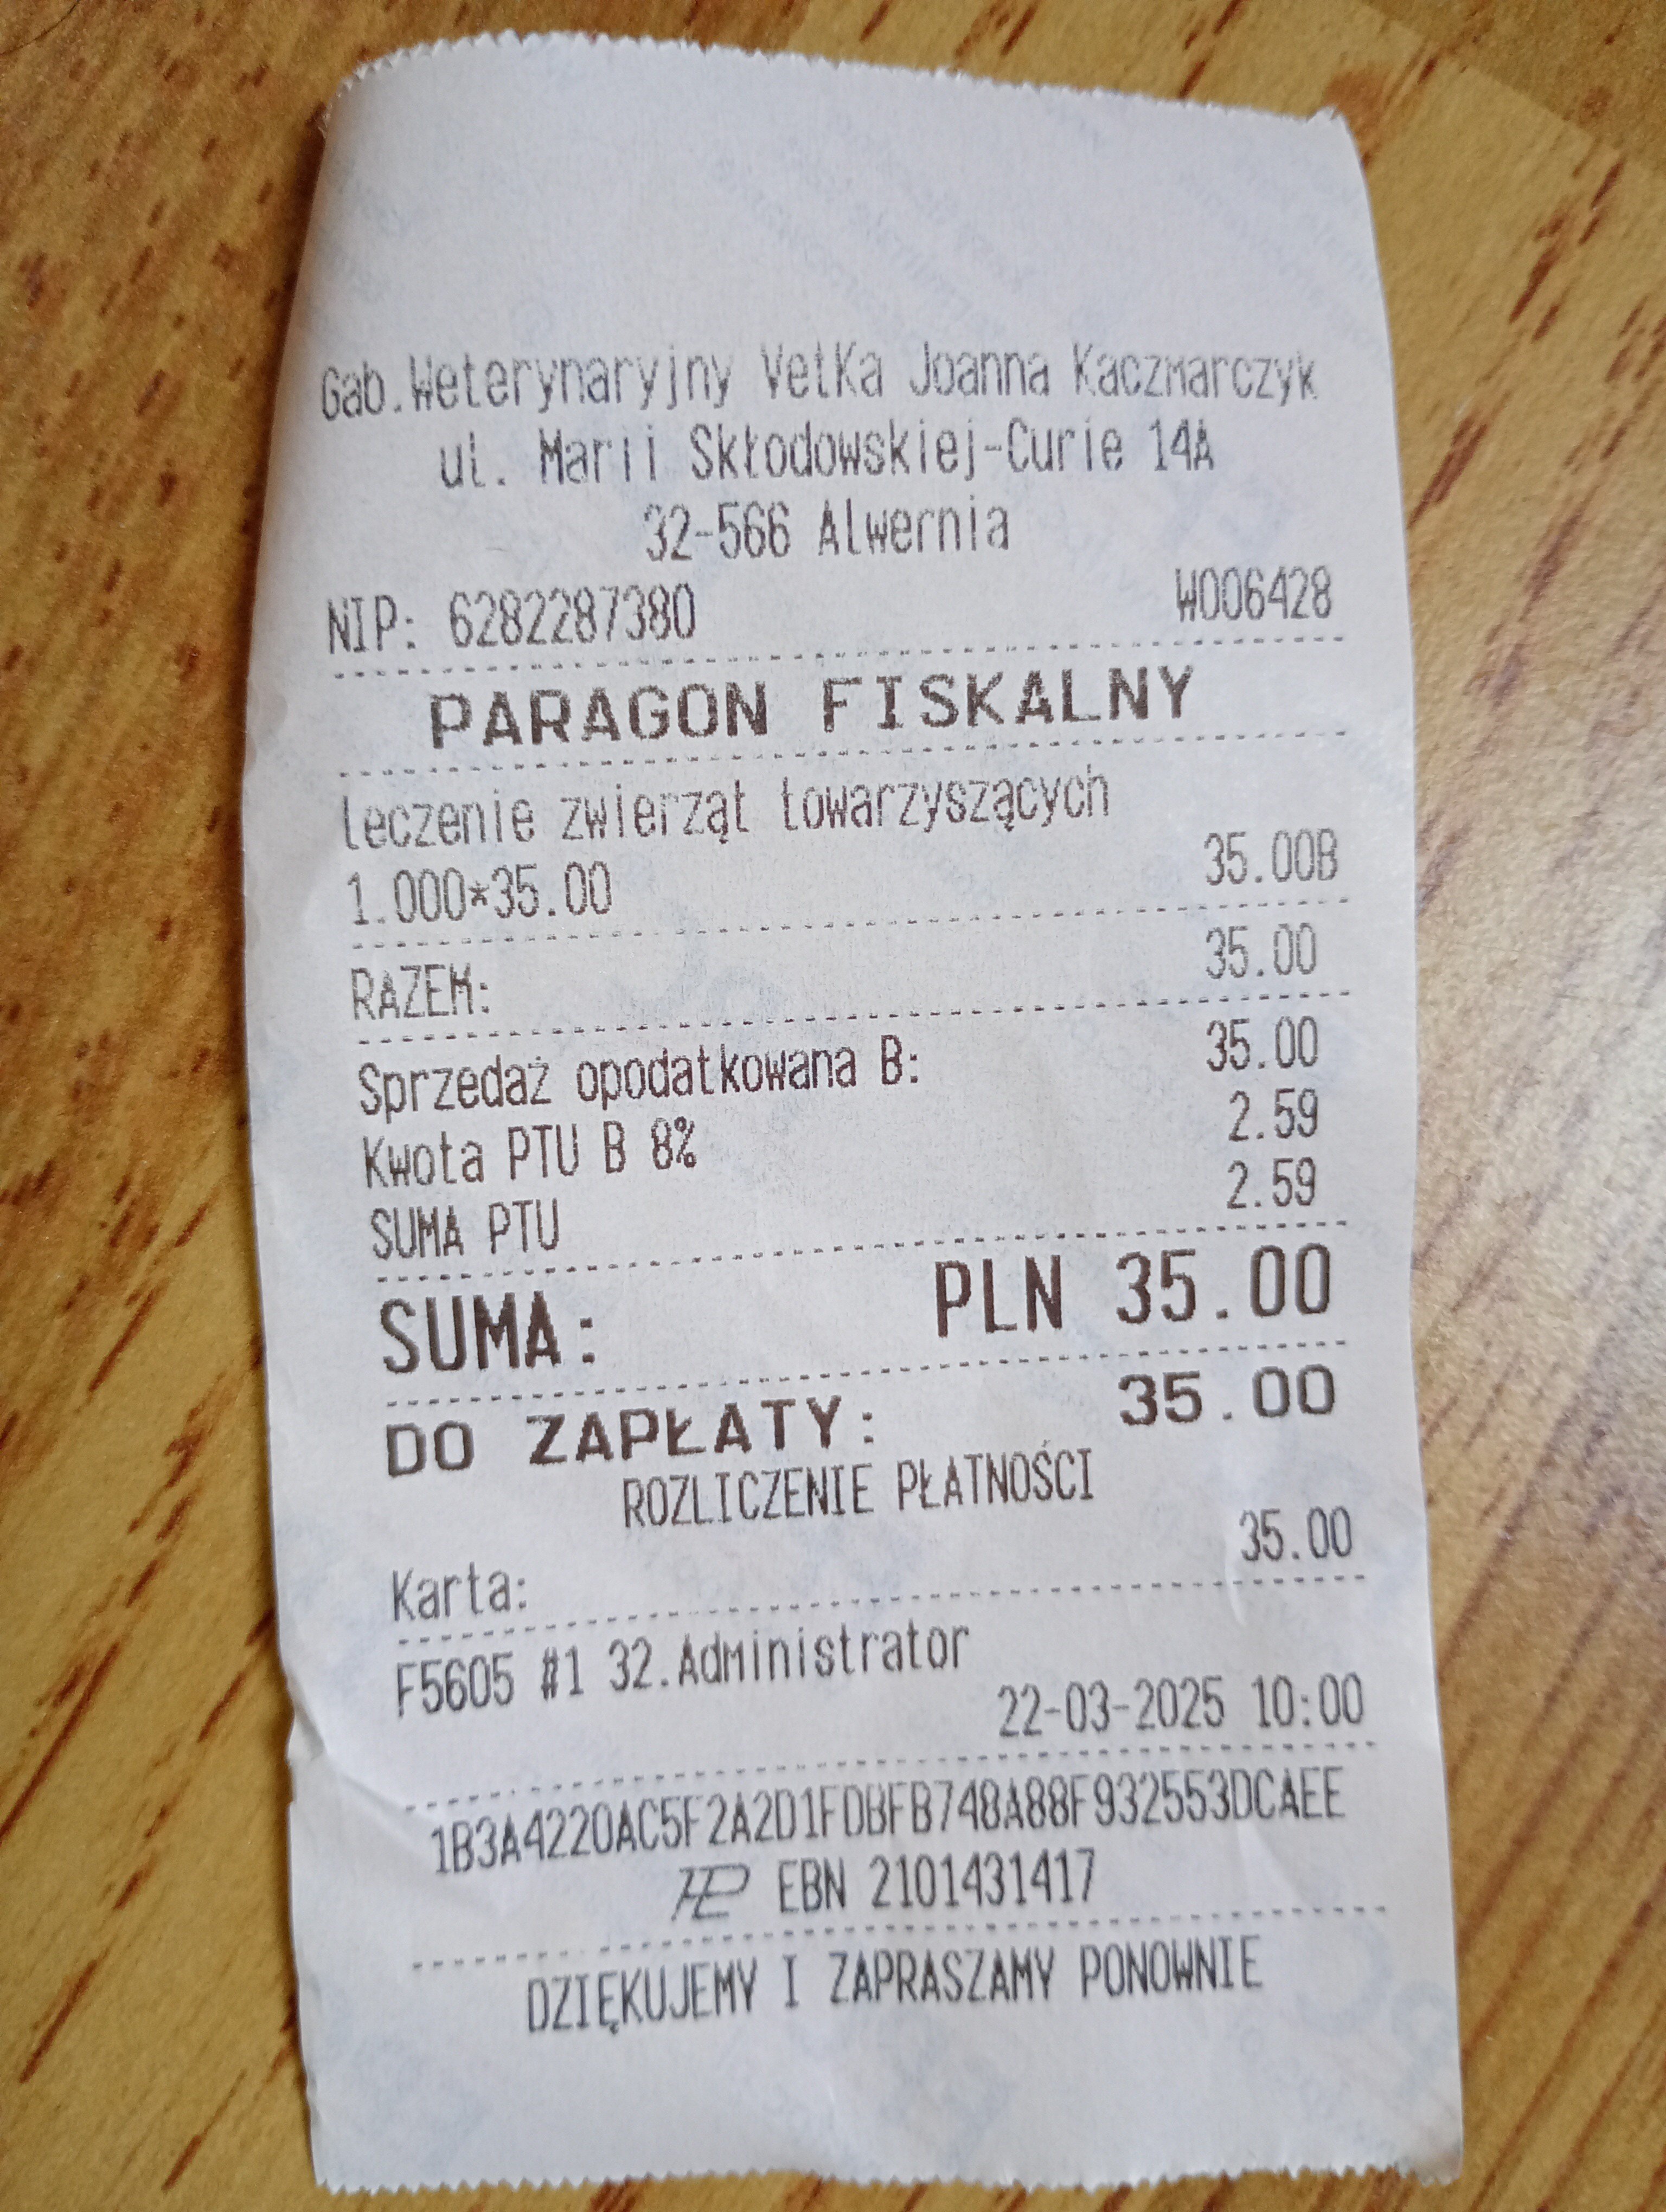 Gab.Weterynaryjny VetKa Joanna Kaczmarczyk
ul. Marii Skłodowskiej-Curie 14A
32-566 Alwernia
NIP: 6282287380 W006428
PARAGON FISKALNY
leczenie zwierząt towarzyszących
1.000*35.00 35.00B
RAZEM: 35.00
Sprzedaż opodatkowana B: 35.00
Kwota PTU B 8% 2.59
SUMA PTU 2.59
SUMA: PLN 35.00
DO ZAPŁATY: 35.00
ROZLICZENIE PŁATNOŚCI
Karta: 35.00
F5605 #1 32.Administrator
22-03-2025 10:00
1B3A4220AC5F2A2D1FDBFB748A88F932553DCAEE
EBN 2101431417
DZIĘKUJEMY I ZAPRASZAMY PONOWNIE